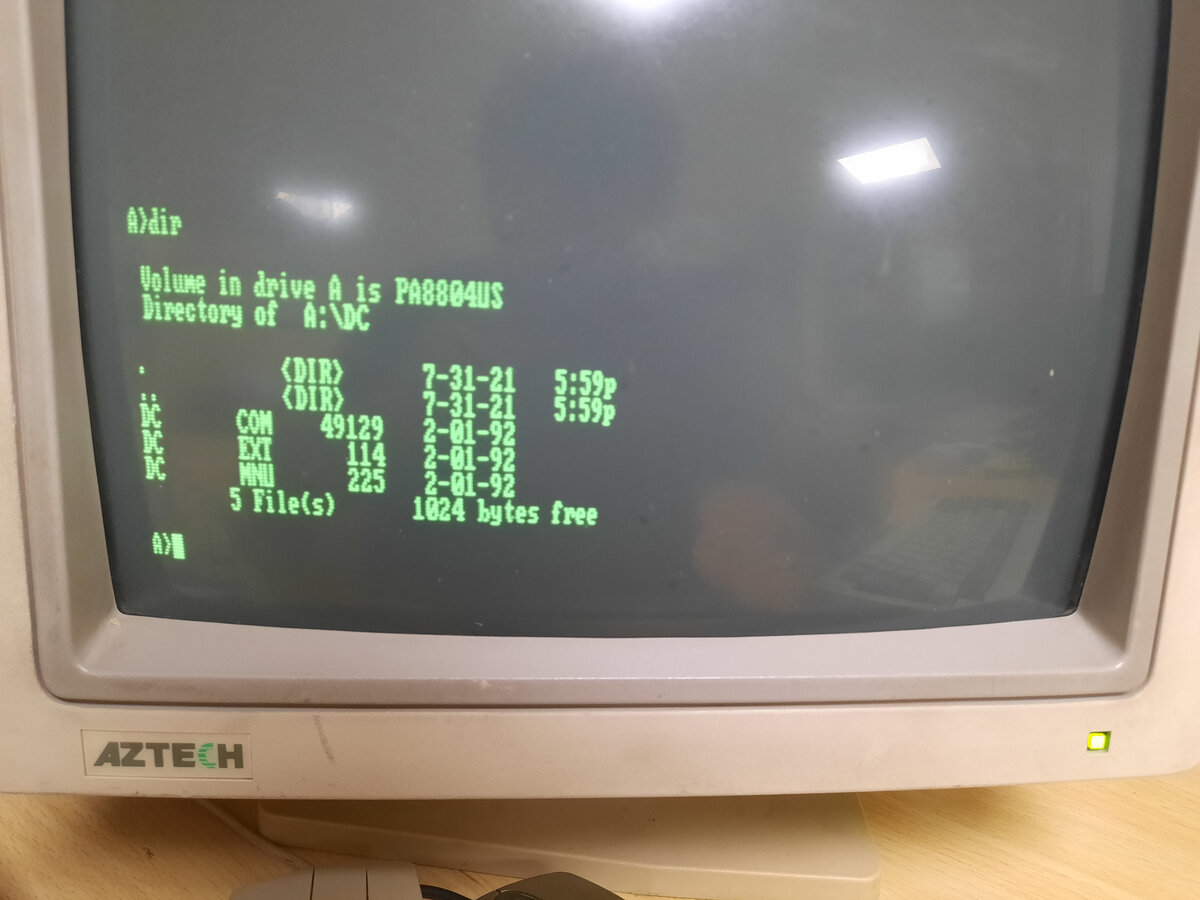 A>dir
Volume in drive A is PA8804US
Directory of  A:\DC
.            <DIR>      7-31-21   5:59p
..           <DIR>      7-31-21   5:59p
DC       COM    49129   2-01-92
DC       EXT      114   2-01-92
DC       MNU      225   2-01-92
5 File(s)      1024 bytes free
A>
AZTECH